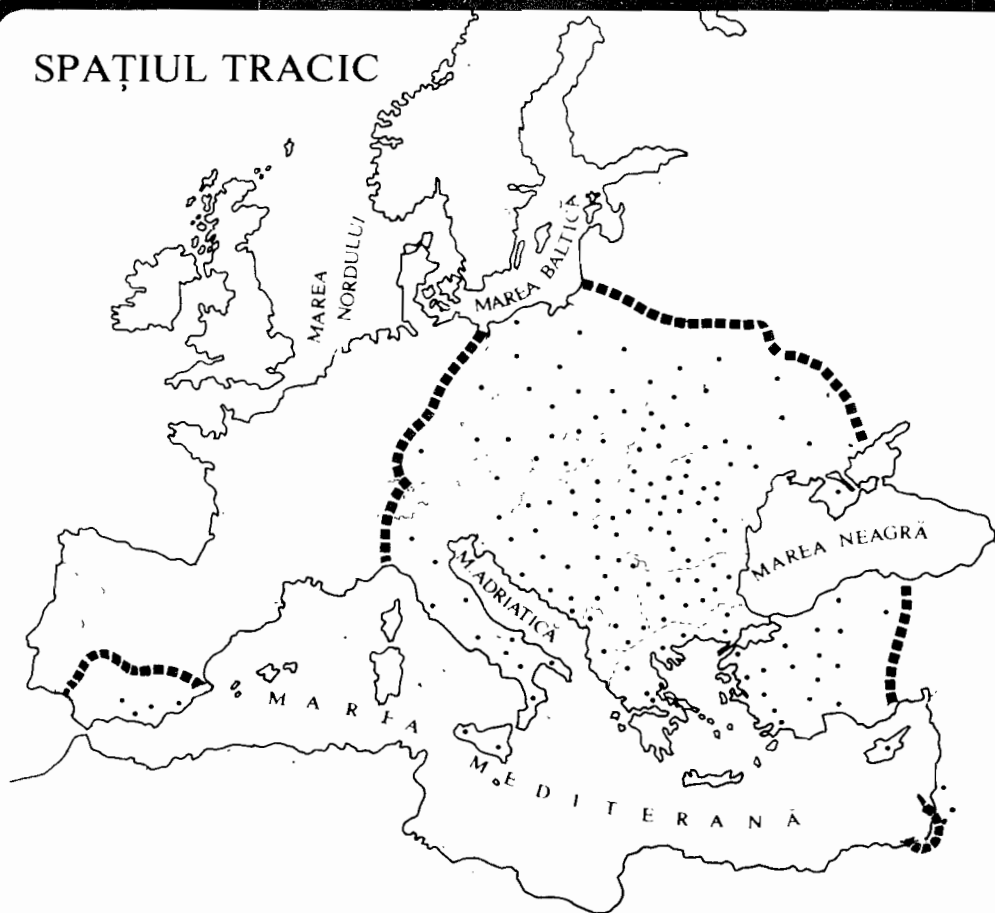 SPAȚIUL TRACIC
MAREA
NORDULUI
MAREA BALTICĂ
MAREA NEAGRĂ
M. ADRIATICĂ
MAREA
MEDITERANĂ